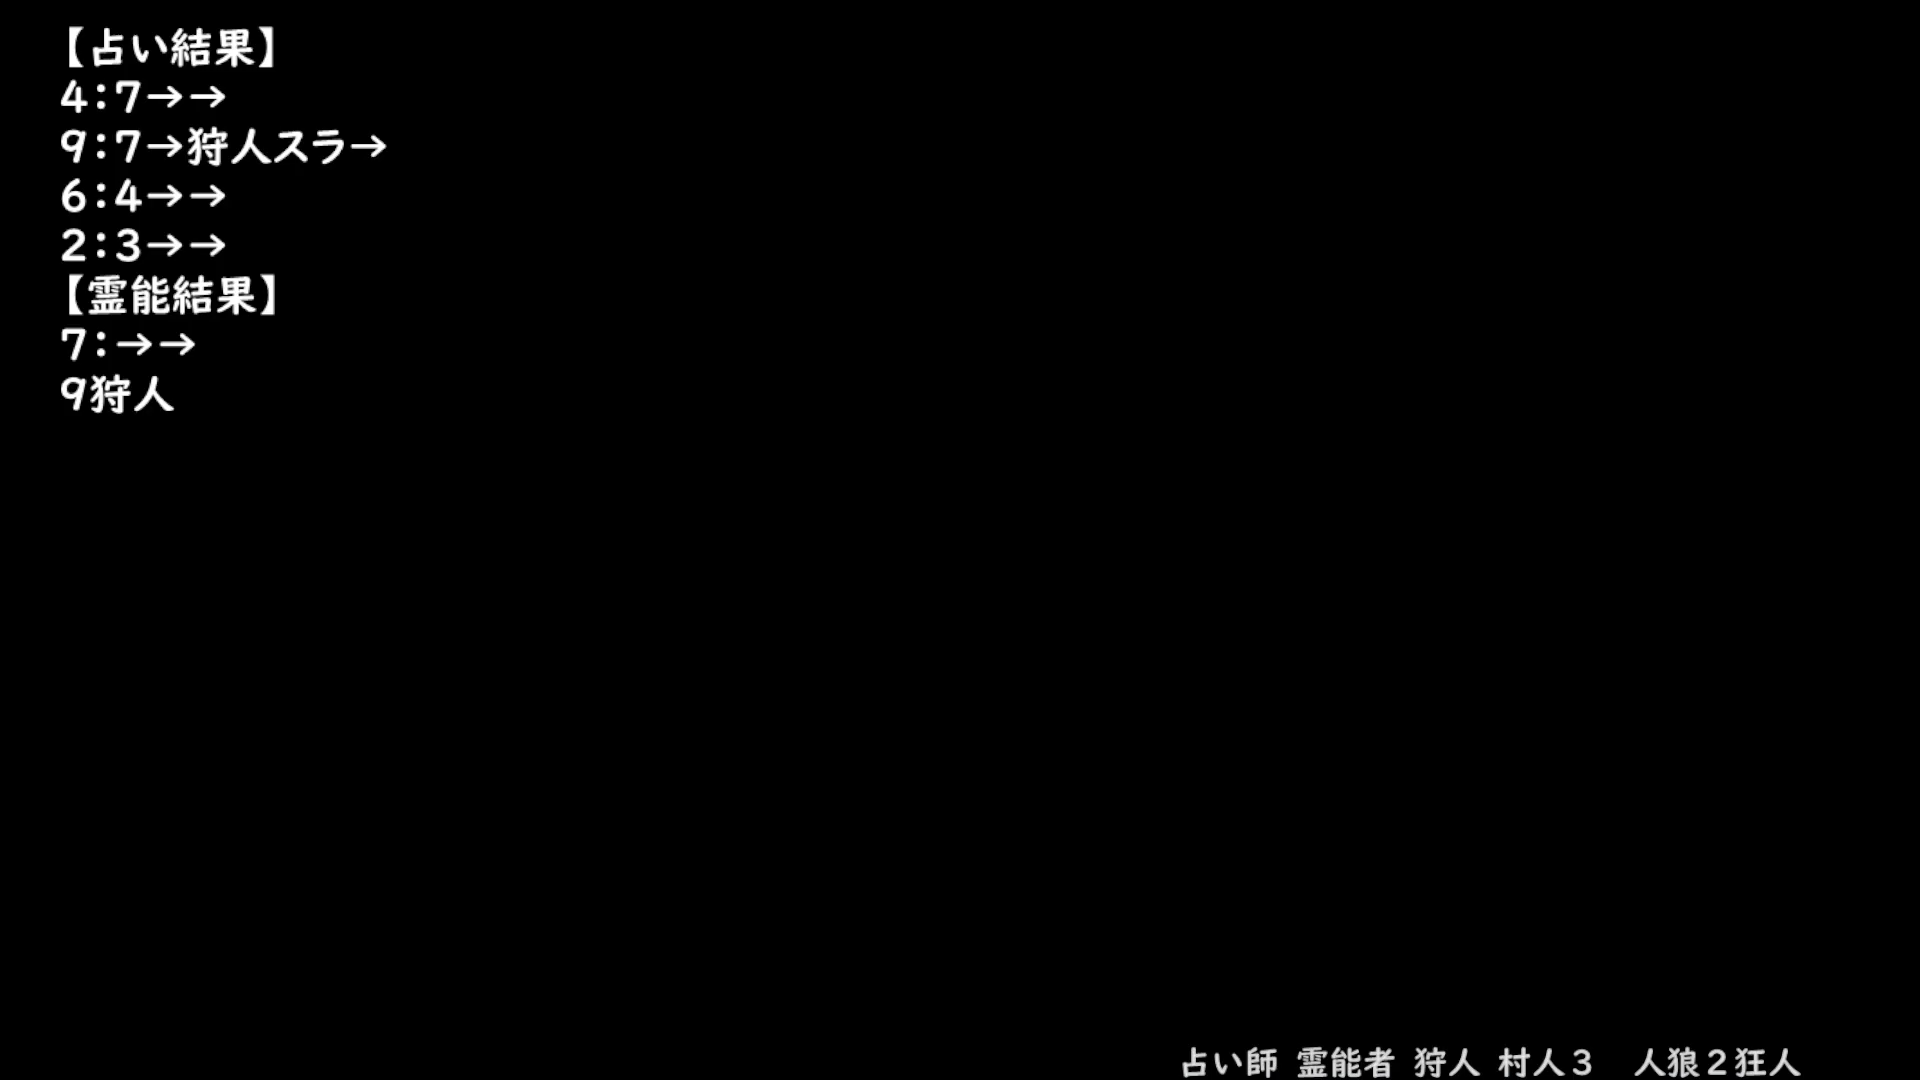 【占い結果】
4:7→→
9:7→狩人スラ→
6:4→→
2:3→→
【霊能結果】
7:→→
9狩人
占い師 霊能者 狩人 村人3　人狼2狂人